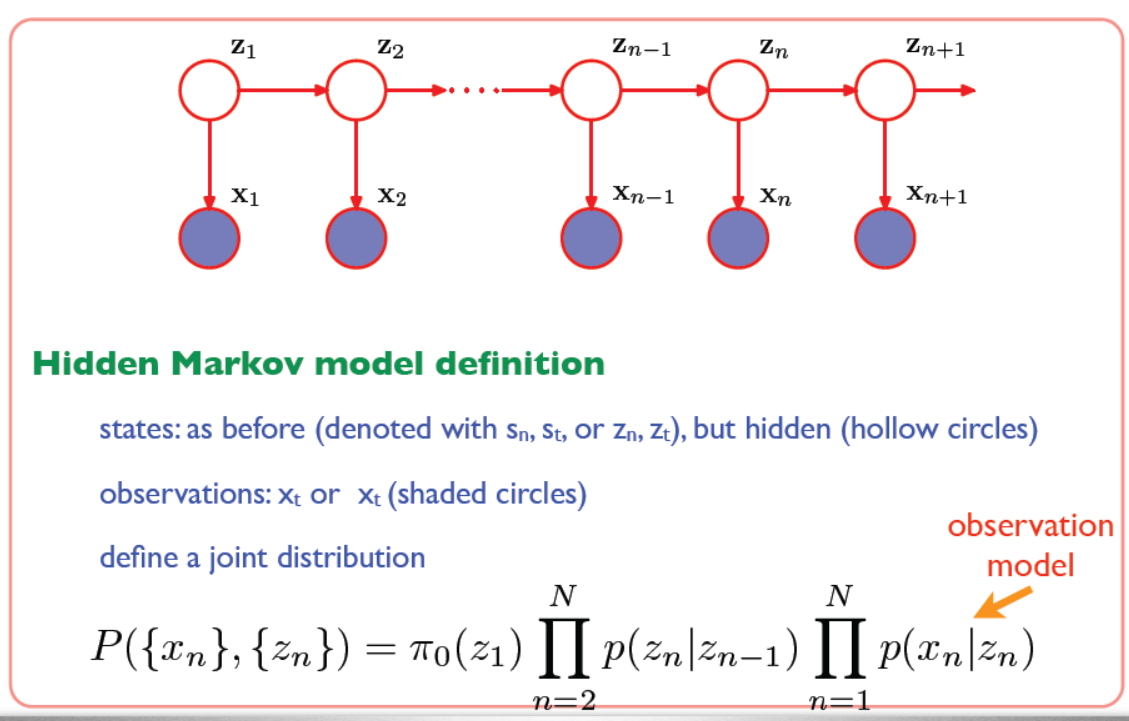 z₁ z₂ zₙ₋₁ zₙ zₙ₊₁
x₁ x₂ xₙ₋₁ xₙ xₙ₊₁
Hidden Markov model definition
states: as before (denoted with sₙ, sₜ, or zₙ, zₜ), but hidden (hollow circles)
observations: xₜ or xₜ (shaded circles)
observation
model
define a joint distribution
P({xₙ}, {zₙ}) = π₀(z₁) ∏_{n=2}^{N} p(zₙ|zₙ₋₁) ∏_{n=1}^{N} p(xₙ|zₙ)